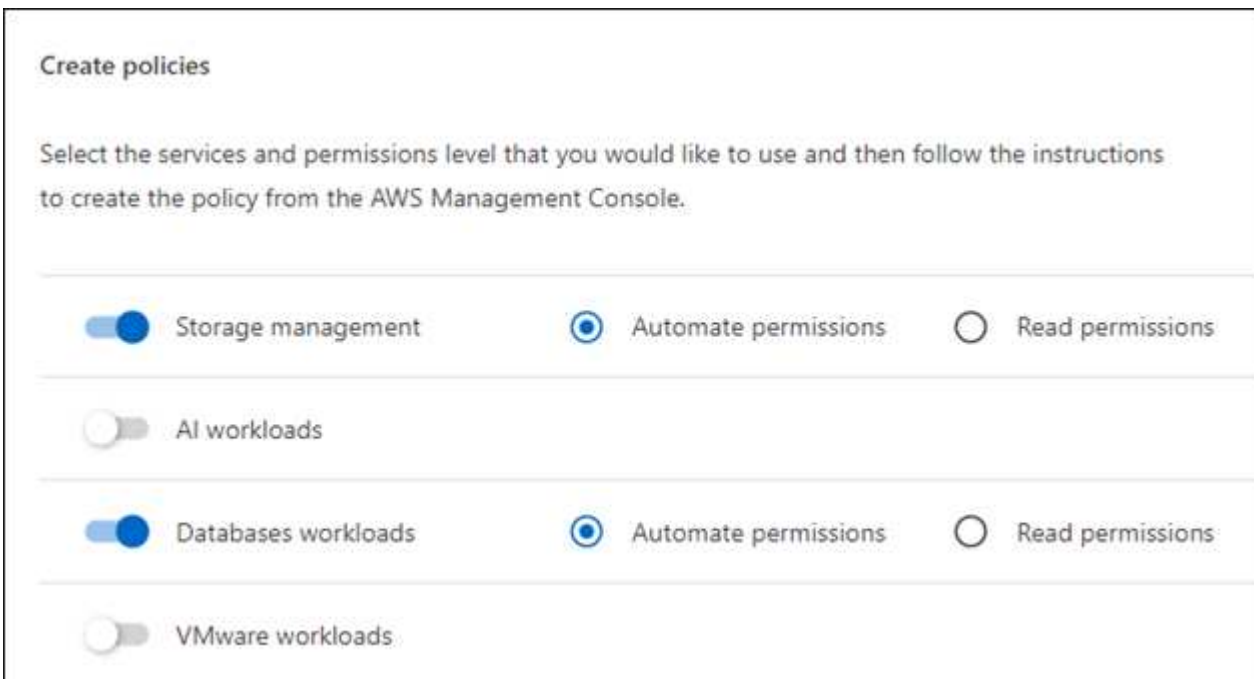 Create policies
Select the services and permissions level that you would like to use and then follow the instructions
to create the policy from the AWS Management Console.
Storage management Automate permissions Read permissions
AI workloads
Databases workloads Automate permissions Read permissions
VMware workloads